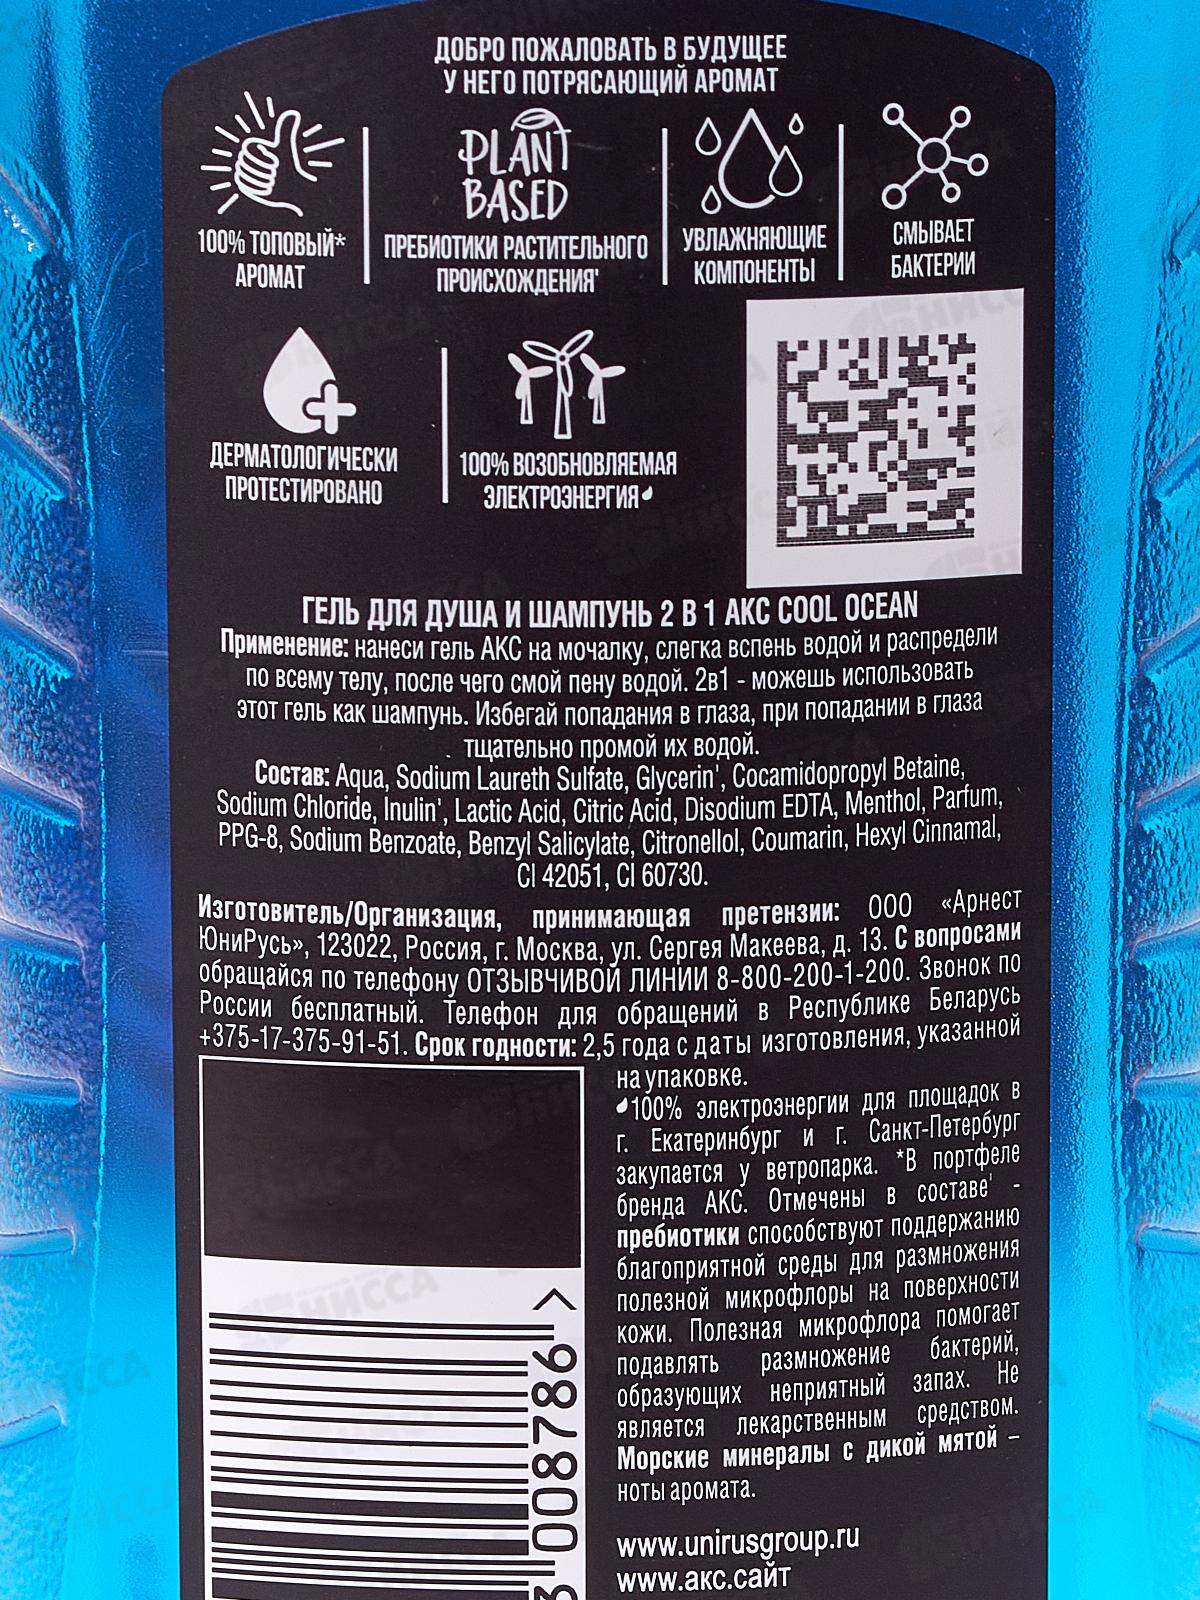 ДОБРО ПОЖАЛОВАТЬ В БУДУЩЕЕ
У НЕГО ПОТРЯСАЮЩИЙ АРОМАТ
100% ТОПОВЫЙ*
АРОМАТ
PLANT
BASED
ПРЕБИОТИКИ РАСТИТЕЛЬНОГО
ПРОИСХОЖДЕНИЯ'
УВЛАЖНЯЮЩИЕ
КОМПОНЕНТЫ
СМЫВАЕТ
БАКТЕРИИ
ДЕРМАТОЛОГИЧЕСКИ
ПРОТЕСТИРОВАНО
100% ВОЗОБНОВЛЯЕМАЯ
ЭЛЕКТРОЭНЕРГИЯ
ГЕЛЬ ДЛЯ ДУША И ШАМПУНЬ 2 В 1 АКС COOL OCEAN
Применение: нанеси гель АКС на мочалку, слегка вспень водой и распредели
по всему телу, после чего смой пену водой. 2в1 - можешь использовать
этот гель как шампунь. Избегай попадания в глаза, при попадании в глаза
тщательно промой их водой.
Состав: Aqua, Sodium Laureth Sulfate, Glycerin', Cocamidopropyl Betaine,
Sodium Chloride, Inulin', Lactic Acid, Citric Acid, Disodium EDTA, Menthol, Parfum,
PPG-8, Sodium Benzoate, Benzyl Salicylate, Citronellol, Coumarin, Hexyl Cinnamal,
CI 42051, CI 60730.
Изготовитель/Организация, принимающая претензии: ООО «Арнест
ЮниРусь», 123022, Россия, г. Москва, ул. Сергея Макеева, д. 13. С вопросами
обращайся по телефону ОТЗЫВЧИВОЙ ЛИНИИ 8-800-200-1-200. Звонок по
России бесплатный. Телефон для обращений в Республике Беларусь
+375-17-375-91-51. Срок годности: 2,5 года с даты изготовления, указанной
на упаковке.
100% электроэнергии для площадок в
г. Екатеринбург и г. Санкт-Петербург
закупается у ветропарка. *В портфеле
бренда АКС. Отмечены в составе' -
пребиотики способствуют поддержанию
благоприятной среды для размножения
полезной микрофлоры на поверхности
кожи. Полезная микрофлора помогает
подавлять размножение бактерий,
образующих неприятный запах. Не
является лекарственным средством.
Морские минералы с дикой мятой –
ноты аромата.
www.unirusgroup.ru
www.акс.сайт
008786 >